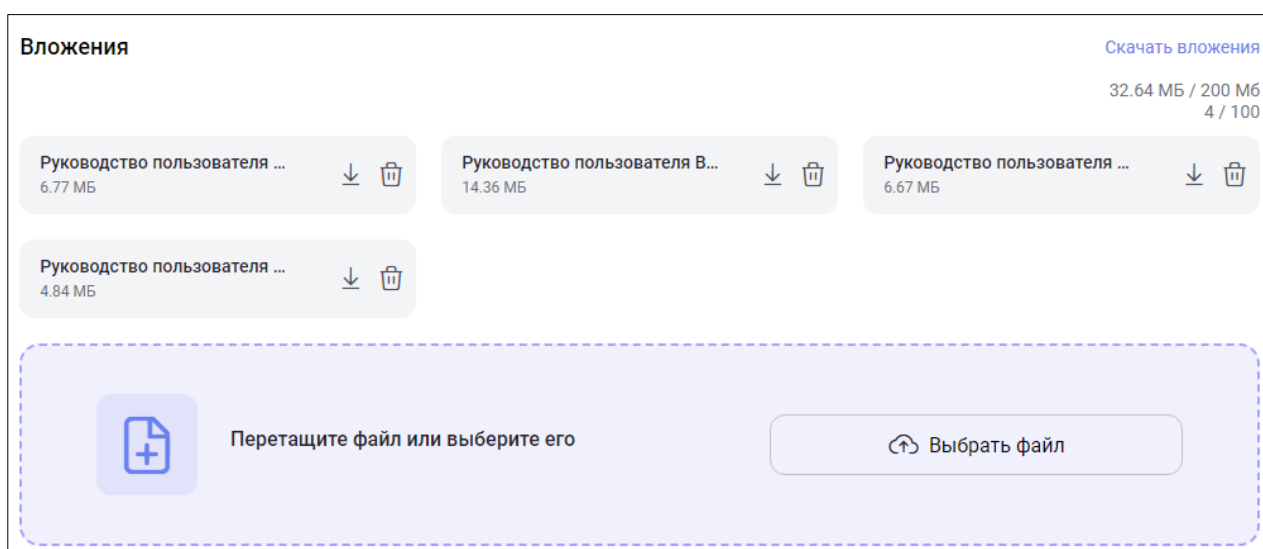 Вложения
Скачать вложения
32.64 МБ / 200 Мб
4 / 100
Руководство пользователя ...
6.77 МБ
Руководство пользователя В...
14.36 МБ
Руководство пользователя ...
6.67 МБ
Руководство пользователя ...
4.84 МБ
Перетащите файл или выберите его
Выбрать файл